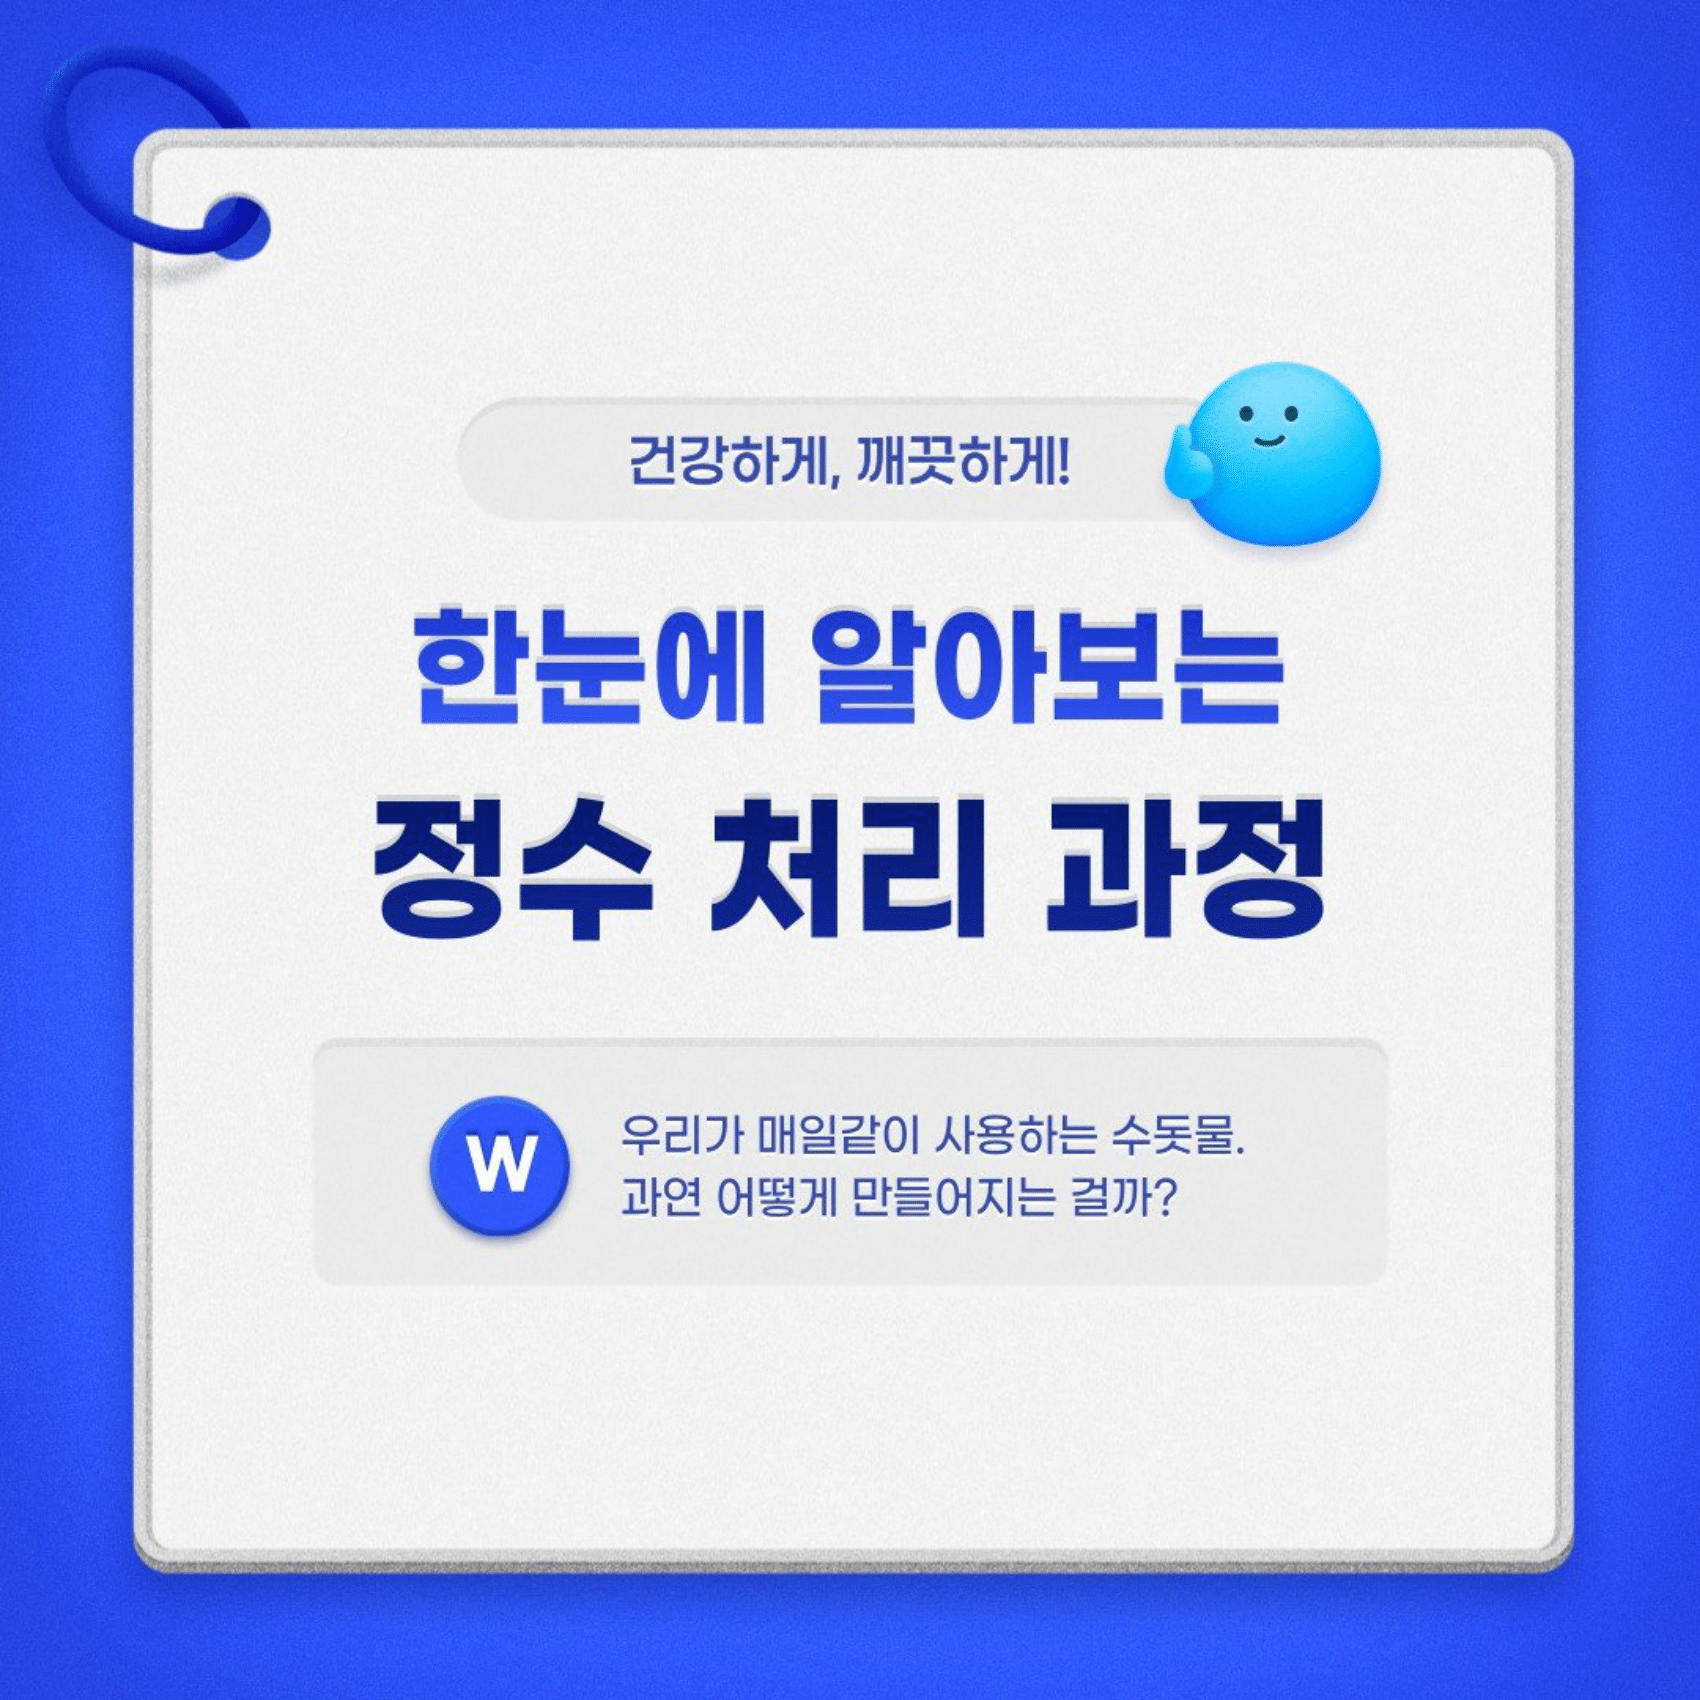 건강하게, 깨끗하게!
한눈에 알아보는
정수 처리 과정
W
우리가 매일같이 사용하는 수돗물.
과연 어떻게 만들어지는 걸까?